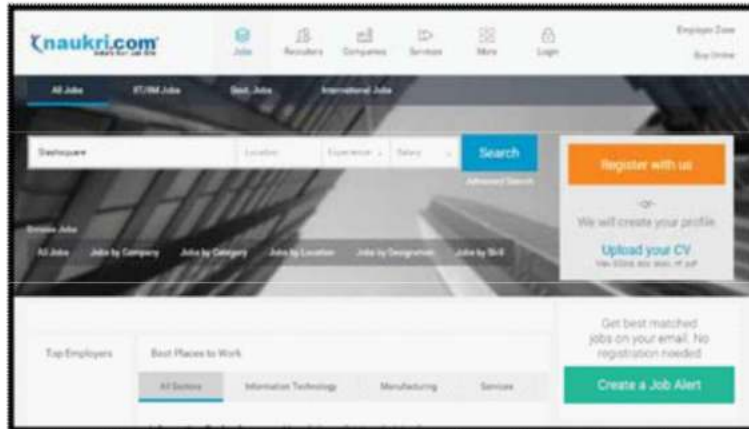 naukri.com
Jobs Recruiters Companies Services More Login
Employer Zone
Buy Online
All Jobs IIT/IIM Jobs Govt. Jobs International Jobs
Dashsquare Location Experience Salary Search
Advanced Search
Register with us
-or-
We will create your profile
Upload your CV
Browse Jobs
All Jobs Jobs by Company Jobs by Category Jobs by Location Jobs by Designation Jobs by Skill
Get best matched
jobs on your email. No
registration needed
Create a Job Alert
Top Employers Best Places to Work
All Sectors Information Technology Manufacturing Services